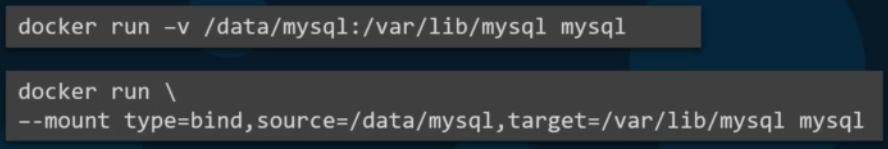 docker run –v /data/mysql:/var/lib/mysql mysql
docker run \
--mount type=bind,source=/data/mysql,target=/var/lib/mysql mysql